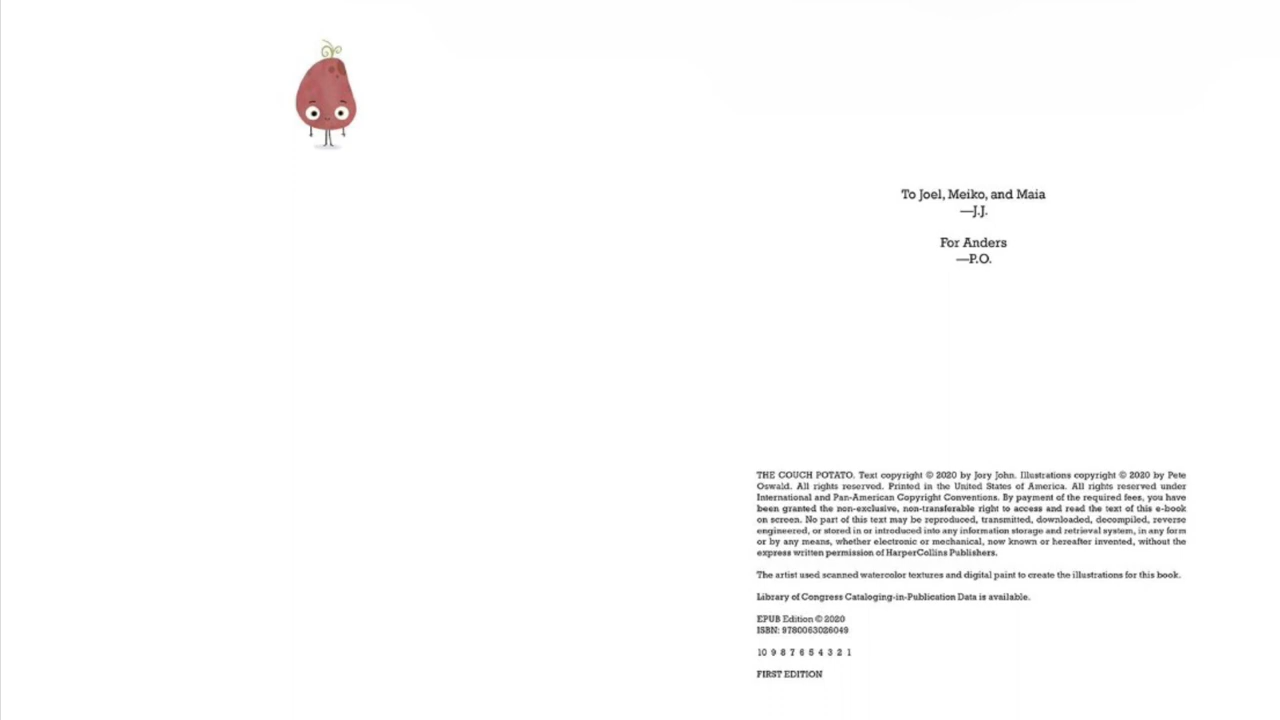 To Joel, Meiko, and Maia
—J.J.
For Anders
—P.O.
THE COUCH POTATO. Text copyright © 2020 by Jory John. Illustrations copyright © 2020 by Pete
Oswald. All rights reserved. Printed in the United States of America. All rights reserved under
International and Pan-American Copyright Conventions. By payment of the required fees, you have
been granted the non-exclusive, non-transferable right to access and read the text of this e-book
on screen. No part of this text may be reproduced, transmitted, downloaded, decompiled, reverse
engineered, or stored in or introduced into any information storage and retrieval system, in any form
or by any means, whether electronic or mechanical, now known or hereafter invented, without the
express written permission of HarperCollins Publishers.
The artist used scanned watercolor textures and digital paint to create the illustrations for this book.
Library of Congress Cataloging-in-Publication Data is available.
EPUB Edition © 2020
ISBN: 9780063026049
10 9 8 7 6 5 4 3 2 1
FIRST EDITION